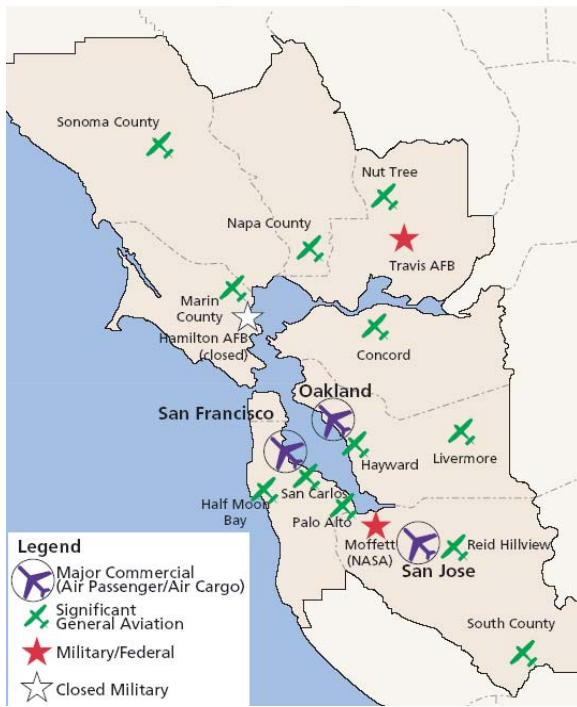 Sonoma County
Nut Tree
Napa County
Travis AFB
Marin
County
Hamilton AFB
(closed)
Concord
Oakland
San Francisco
Hayward
Livermore
San Carlos
Half Moon
Bay
Palo Alto
Moffett
(NASA)
Reid Hillview
San Jose
South County
Legend
Major Commercial
(Air Passenger/Air Cargo)
Significant
General Aviation
Military/Federal
Closed Military